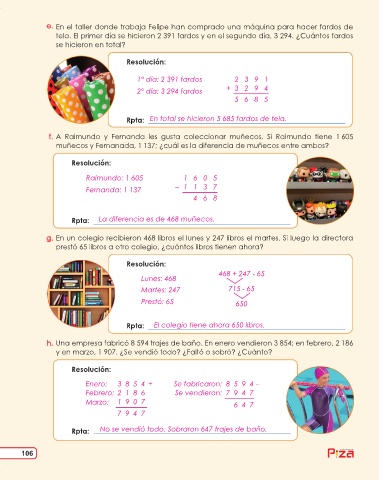 e. En el taller donde trabaja Felipe han comprado una máquina para hacer fardos de
tela. El primer día se hicieron 2 391 fardos y en el segundo día, 3 294. ¿Cuántos fardos
se hicieron en total?
Resolución:
1° día: 2 391 fardos 2 3 9 1
2° día: 3 294 fardos + 3 2 9 4
5 6 8 5
Rpta: En total se hicieron 5 685 fardos de tela.
f. A Raimundo y Fernanda les gusta coleccionar muñecos. Si Raimundo tiene 1 605
muñecos y Fernanada, 1 137; ¿cuál es la diferencia de muñecos entre ambos?
Resolución:
Raimundo: 1 605 1 6 0 5
Fernanda: 1 137 – 1 1 3 7
4 6 8
Rpta: La diferencia es de 468 muñecos.
g. En un colegio recibieron 468 libros el lunes y 247 libros el martes. Si luego la directora
prestó 65 libros a otro colegio, ¿cuántos libros tienen ahora?
Resolución:
Lunes: 468 468 + 247 - 65
Martes: 247 715 - 65
Prestó: 65 650
Rpta: El colegio tiene ahora 650 libros.
h. Una empresa fabricó 8 594 trajes de baño. En enero vendieron 3 854; en febrero, 2 186
y en marzo, 1 907. ¿Se vendió todo? ¿Faltó o sobró? ¿Cuánto?
Resolución:
Enero: 3 8 5 4 + Se fabricaron: 8 5 9 4 –
Febrero: 2 1 8 6 Se vendieron: 7 9 4 7
Marzo: 1 9 0 7 6 4 7
7 9 4 7
Rpta: No se vendió todo. Sobraron 647 trajes de baño.
106 Piza